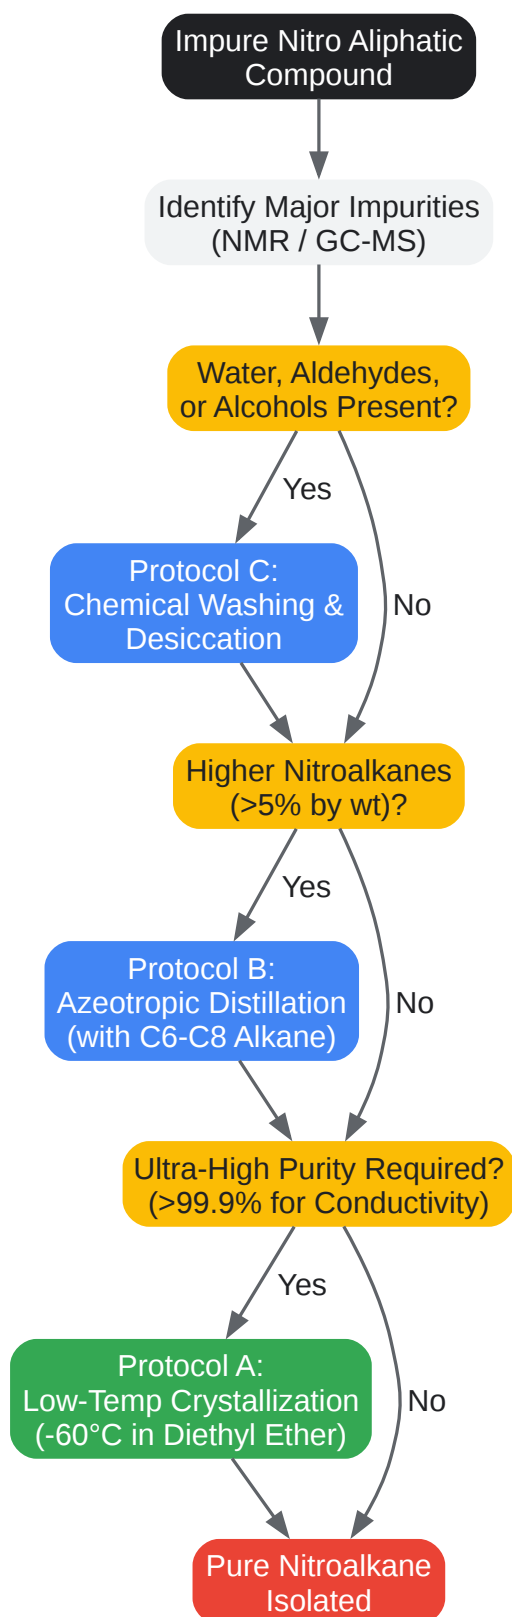 Impure Nitro Aliphatic
Compound
Identify Major Impurities
(NMR / GC-MS)
Water, Aldehydes,
or Alcohols Present?
Yes
Protocol C:
Chemical Washing &
Desiccation
No
Higher Nitroalkanes
(>5% by wt)?
Yes
Protocol B:
Azeotropic Distillation
(with C6-C8 Alkane)
No
Ultra-High Purity Required?
(>99.9% for Conductivity)
Yes
Protocol A:
Low-Temp Crystallization
(-60°C in Diethyl Ether)
No
Pure Nitroalkane
Isolated